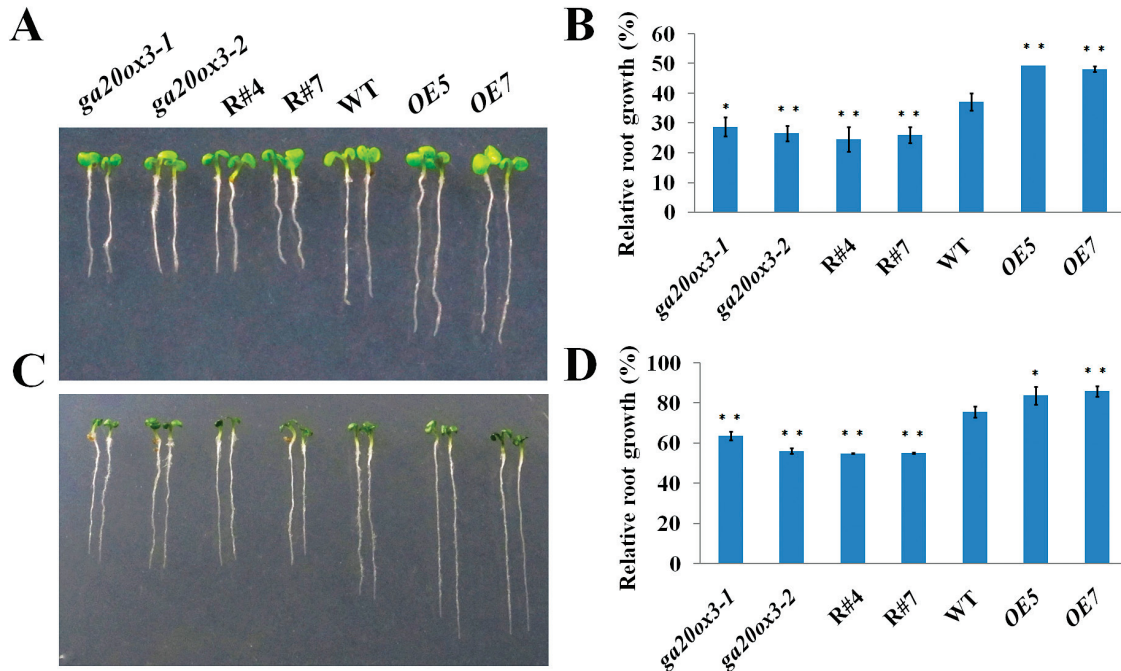 A
ga20ox3-1
ga20ox3-2
R#4
R#7
WT
OE5
OE7
B
Relative root growth (%)
60
50
40
30
20
10
0
*
* *
* *
* *
* *
* *
ga20ox3-1
ga20ox3-2
R#4
R#7
WT
OE5
OE7
C
D
Relative root growth (%)
100
80
60
40
20
0
* *
* *
* *
* *
*
* *
ga20ox3-1
ga20ox3-2
R#4
R#7
WT
OE5
OE7